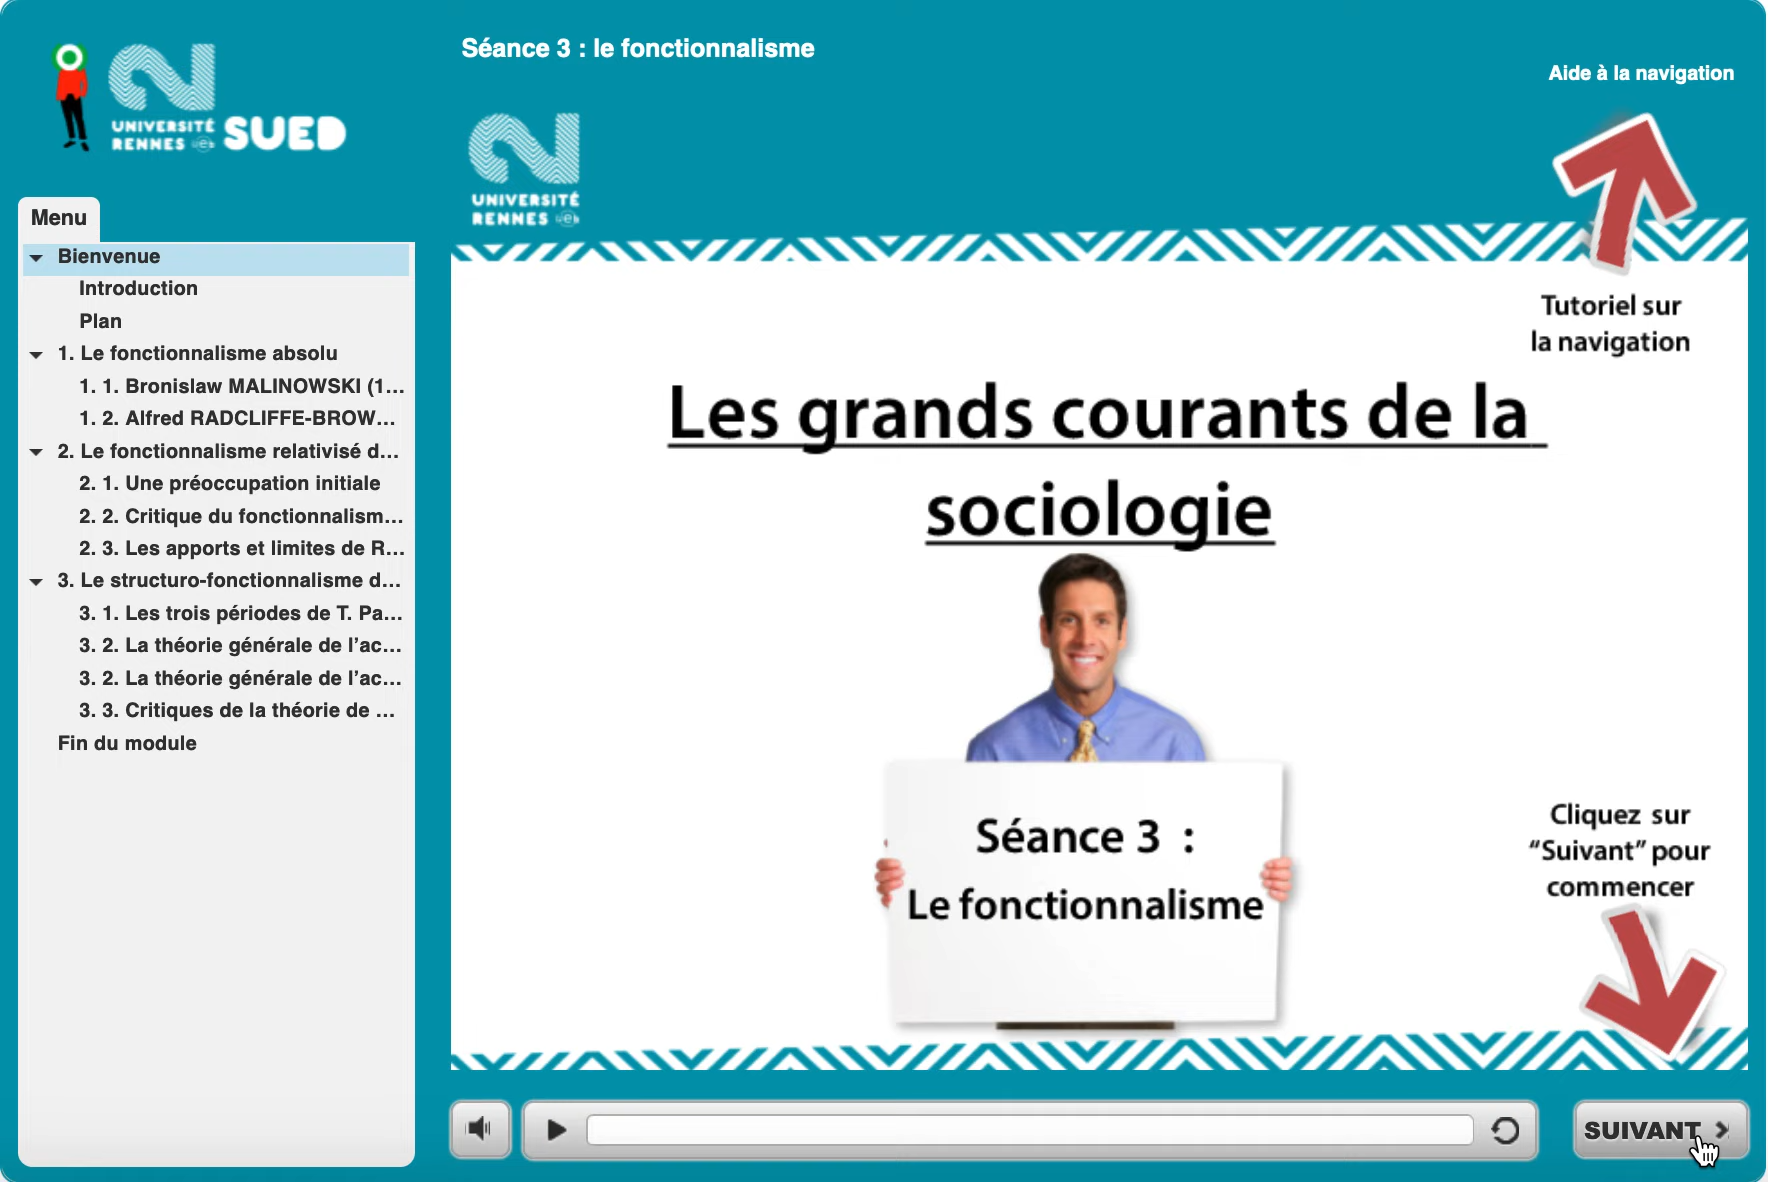 UNIVERSITÉ
RENNES ueb
SUED
Séance 3 : le fonctionnalisme
Aide à la navigation
UNIVERSITÉ
RENNES ueb
Menu
Bienvenue
Introduction
Plan
1. Le fonctionnalisme absolu
1. 1. Bronislaw MALINOWSKI (1...
1. 2. Alfred RADCLIFFE-BROW...
2. Le fonctionnalisme relativisé d...
2. 1. Une préoccupation initiale
2. 2. Critique du fonctionnalism...
2. 3. Les apports et limites de R...
3. Le structuro-fonctionnalisme d...
3. 1. Les trois périodes de T. Pa...
3. 2. La théorie générale de l’ac...
3. 2. La théorie générale de l’ac...
3. 3. Critiques de la théorie de ...
Fin du module
Tutoriel sur
la navigation
Les grands courants de la
sociologie
Séance 3 :
Le fonctionnalisme
Cliquez sur
“Suivant” pour
commencer
SUIVANT